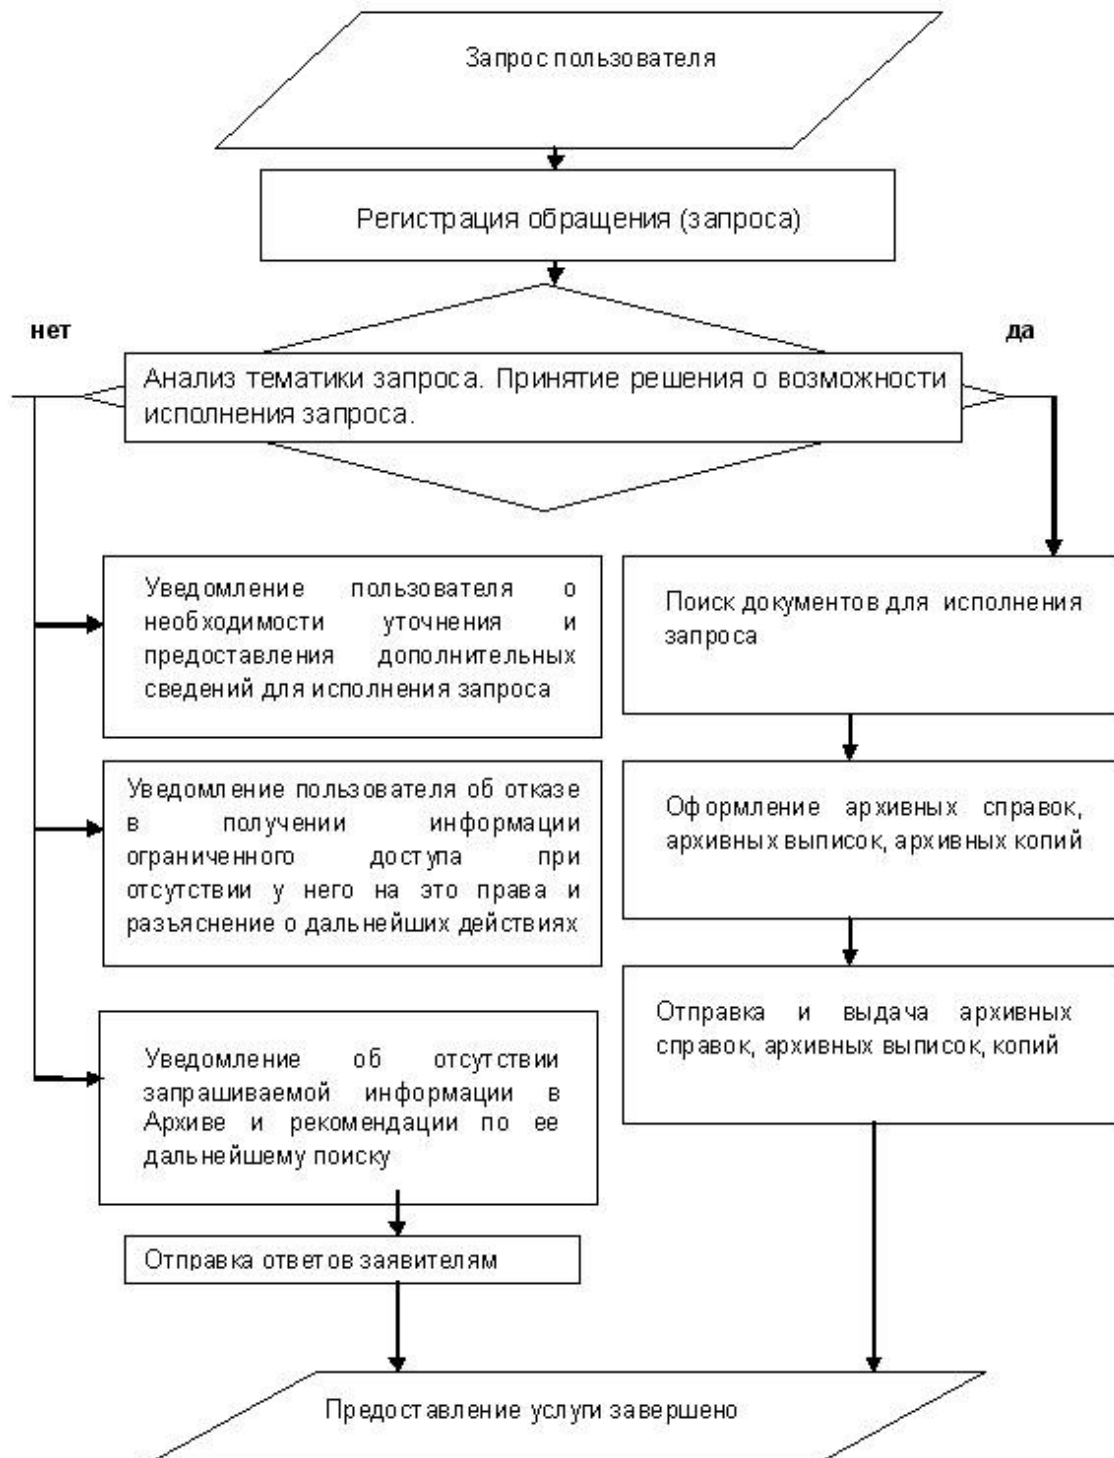 Запрос пользователя
Регистрация обращения (запроса)
нет
да
Анализ тематики запроса. Принятие решения о возможности
исполнения запроса.
Уведомление пользователя о
необходимости уточнения и
предоставления дополнительных
сведений для исполнения запроса
Поиск документов для исполнения
запроса
Уведомление пользователя об отказе
в получении информации
ограниченного доступа при
отсутствии у него на это права и
разъяснение о дальнейших действиях
Оформление архивных справок,
архивных выписок, архивных копий
Отправка и выдача архивных
справок, архивных выписок, копий
Уведомление об отсутствии
запрашиваемой информации в
Архиве и рекомендации по ее
дальнейшему поиску
Отправка ответов заявителям
Предоставление услуги завершено